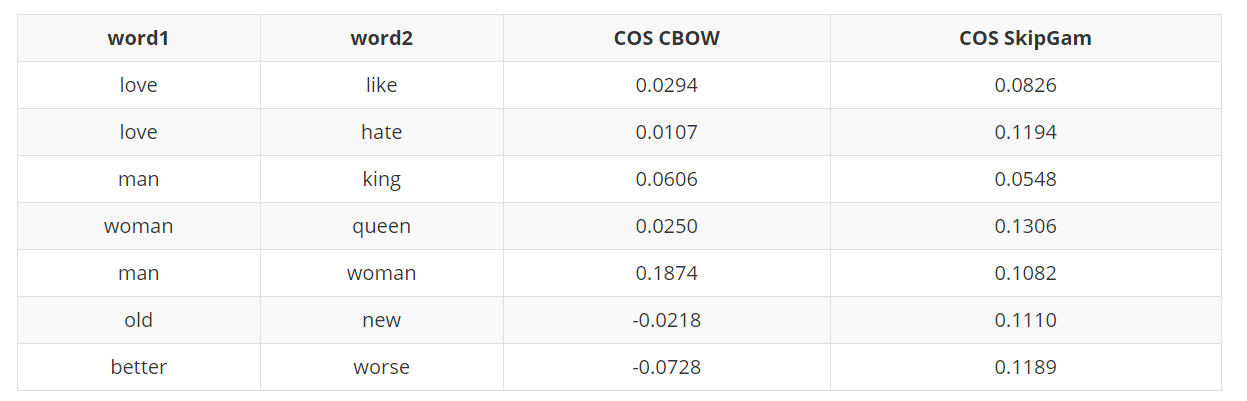 word1 word2 COS CBOW COS SkipGam
love like 0.0294 0.0826
love hate 0.0107 0.1194
man king 0.0606 0.0548
woman queen 0.0250 0.1306
man woman 0.1874 0.1082
old new -0.0218 0.1110
better worse -0.0728 0.1189